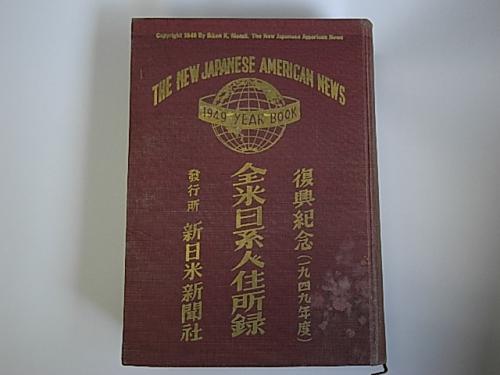 Copyright 1949 By Saken K. Momii. The New Japanese American News
THE NEW JAPANESE AMERICAN NEWS
1949 YEAR BOOK
復興紀念(一九四九年度)
全米日系人住所録
發行所 新日米新聞社